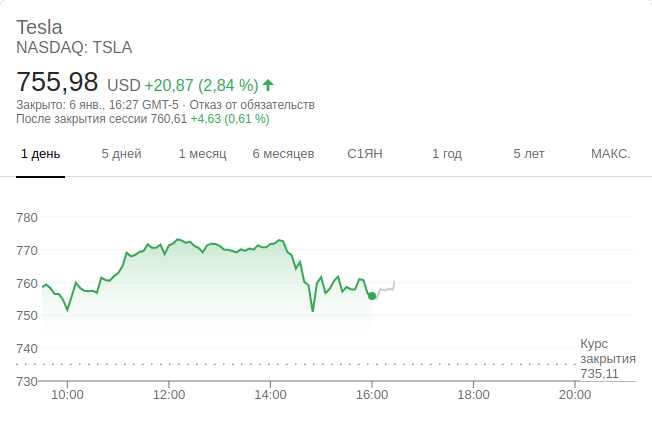 Tesla
NASDAQ: TSLA
755,98 USD +20,87 (2,84 %)
Закрыто: 6 янв., 16:27 GMT-5 · Отказ от обязательств
После закрытия сессии 760,61 +4,63 (0,61 %)
1 день 5 дней 1 месяц 6 месяцев С1ЯН 1 год 5 лет МАКС.
780
770
760
750
740
Курс
закрытия
735,11
730
10:00 12:00 14:00 16:00 18:00 20:00